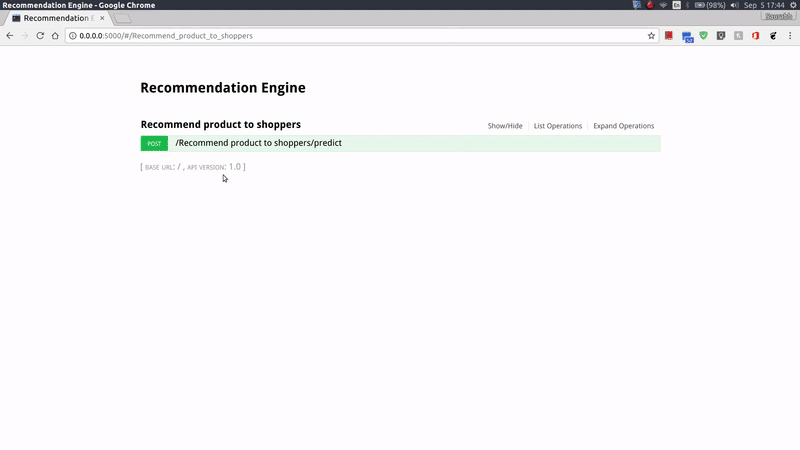 Recommendation Engine - Google Chrome
En (98%) Sep 5 17:44
Recommendation E
Sourabh
0.0.0.0:5000/#/Recommend_product_to_shoppers
Recommendation Engine
Recommend product to shoppers Show/Hide List Operations Expand Operations
POST /Recommend product to shoppers/predict
[ BASE URL: / , API VERSION: 1.0 ]